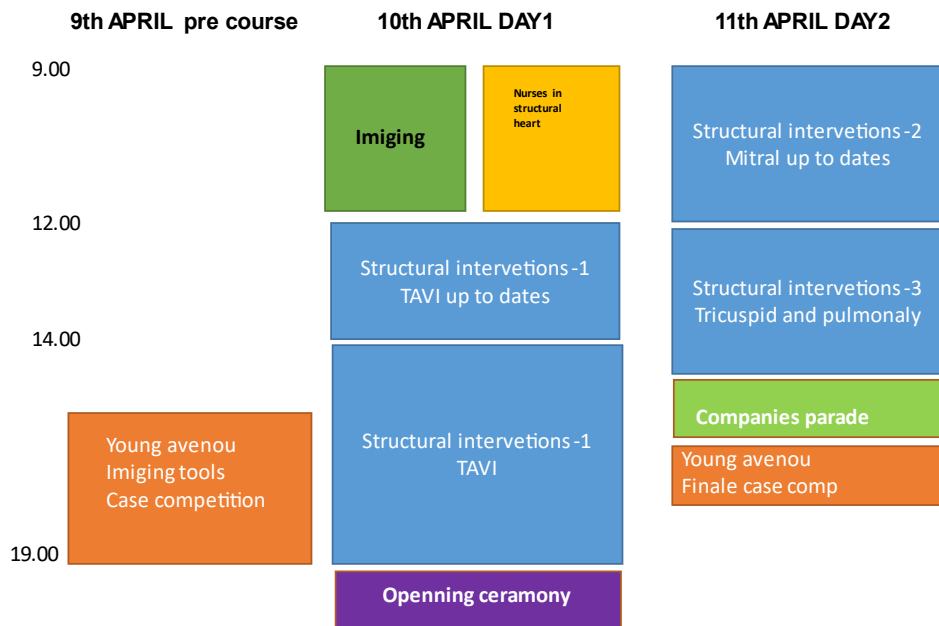 9th APRIL pre course
10th APRIL DAY1
11th APRIL DAY2
9.00
Imiging
Nurses in
structural
heart
Structural intervetions -2
Mitral up to dates
12.00
Structural intervetions -1
TAVI up to dates
Structural intervetions -3
Tricuspid and pulmonaly
14.00
Structural intervetions -1
TAVI
Companies parade
Young avenou
Imiging tools
Case competition
Young avenou
Finale case comp
19.00
Openning ceramony